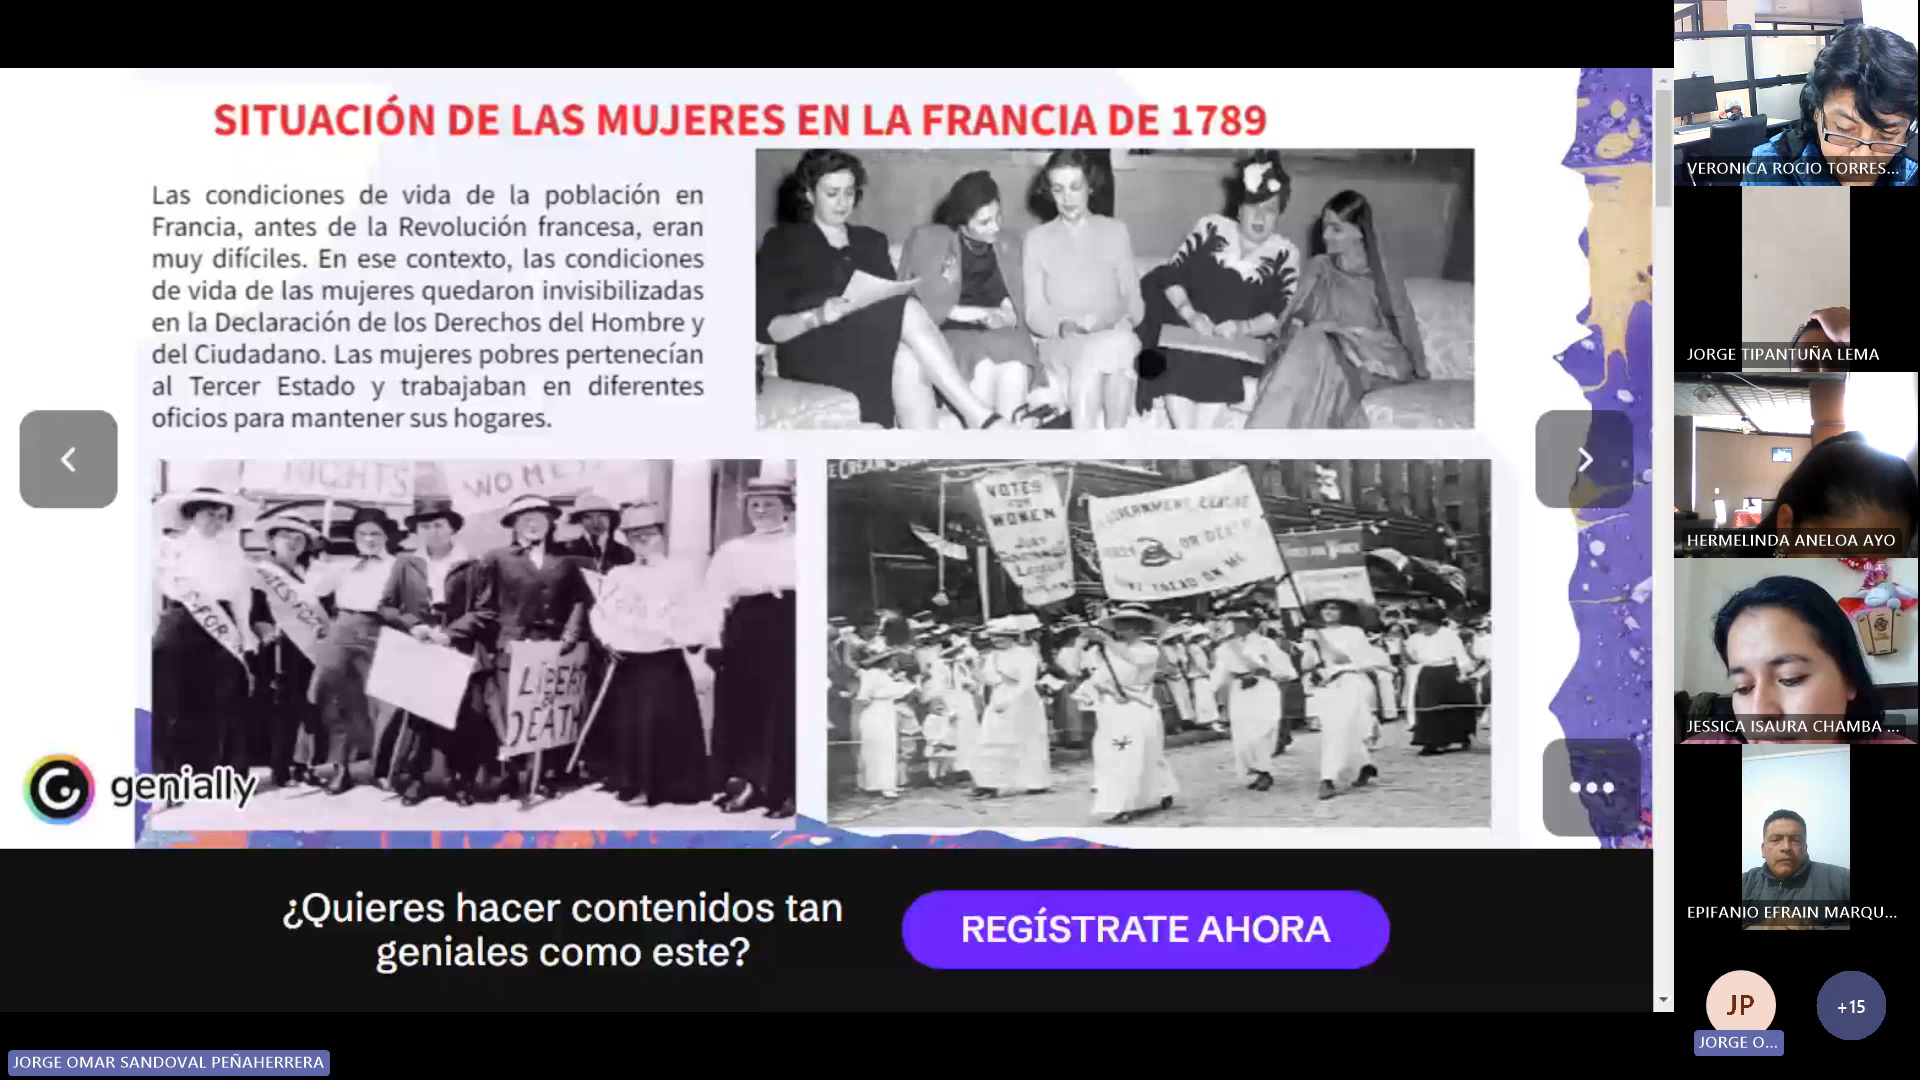 SITUACIÓN DE LAS MUJERES EN LA FRANCIA DE 1789
Las condiciones de vida de la población en
Francia, antes de la Revolución francesa, eran
muy difíciles. En ese contexto, las condiciones
de vida de las mujeres quedaron invisibilizadas
en la Declaración de los Derechos del Hombre y
del Ciudadano. Las mujeres pobres pertenecían
al Tercer Estado y trabajaban en diferentes
oficios para mantener sus hogares.
VOTES
FOR
WOMEN
OR DEATH
DEATH
genially
¿Quieres hacer contenidos tan
geniales como este?
REGÍSTRATE AHORA
JORGE OMAR SANDOVAL PEÑAHERRERA
VERONICA ROCIO TORRES...
JORGE TIPANTUÑA LEMA
HERMELINDA ANELOA AYO
JESSICA ISAURA CHAMBA ...
EPIFANIO EFRAIN MARQU...
JP
+15
JORGE O...